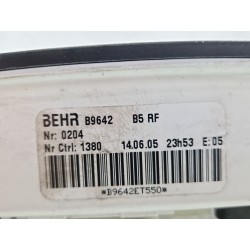 BEHR B9642 B5 RF
Nr: 0204
Nr Ctrl: 1380 14.06.05 23h53 E:05
*B9642ET550*